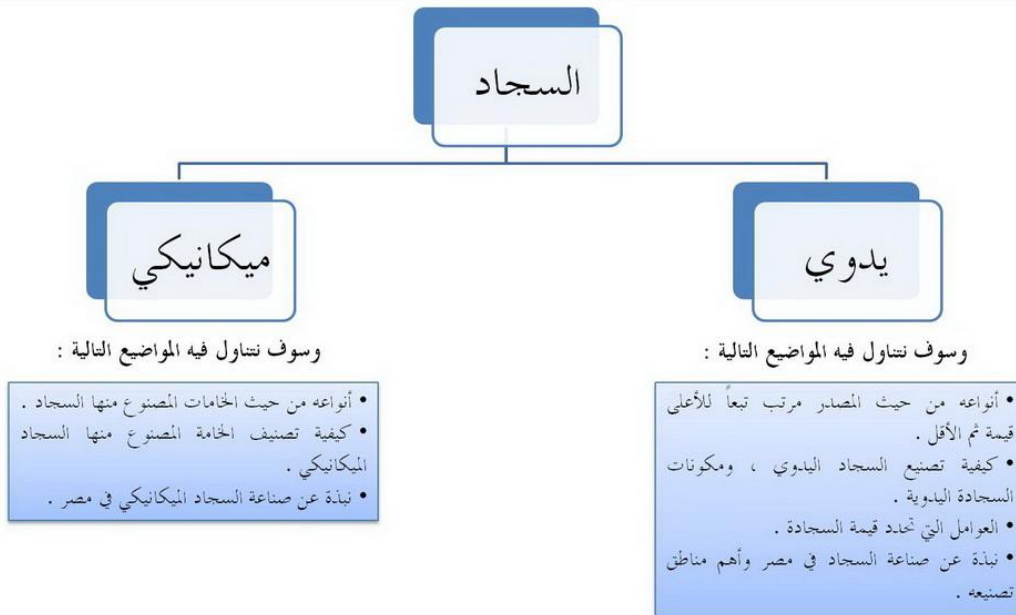 السجاد
يدوي
وسوف نتناول فيه المواضيع التالية :
• أنواعه من حيث المصدر مرتب تبعاً للأعلى
قيمة ثم الأقل .
• كيفية تصنيع السجاد اليدوي ، ومكونات
السجادة اليدوية .
• العوامل التي تحدد قيمة السجادة .
• نبذة عن صناعة السجاد في مصر وأهم مناطق
تصنيعه .
ميكانيكي
وسوف نتناول فيه المواضيع التالية :
• أنواعه من حيث الخامات المصنوع منها السجاد .
• كيفية تصنيف الخامة المصنوع منها السجاد
الميكانيكي .
• نبذة عن صناعة السجاد الميكانيكي في مصر .